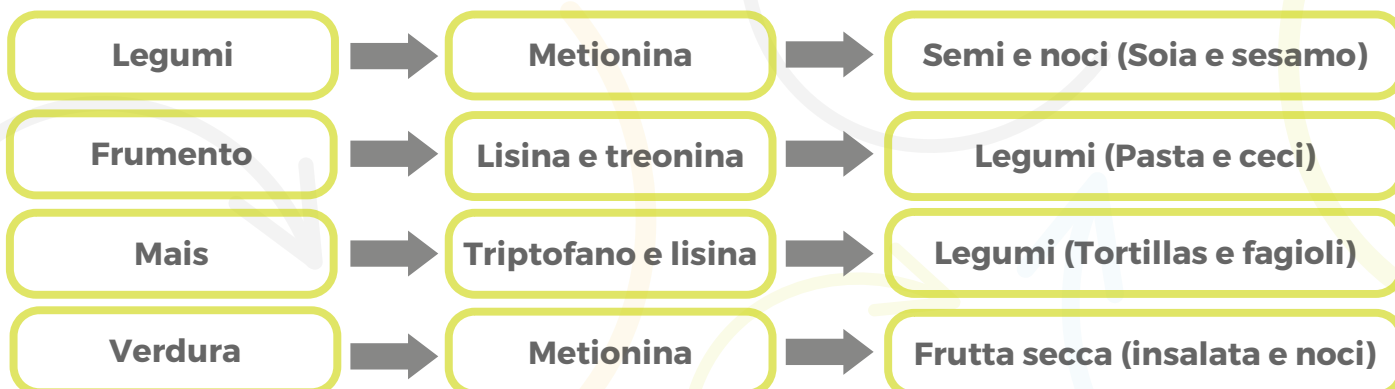 Legumi
Metionina
Semi e noci (Soia e sesamo)
Frumento
Lisina e treonina
Legumi (Pasta e ceci)
Mais
Triptofano e lisina
Legumi (Tortillas e fagioli)
Verdura
Metionina
Frutta secca (insalata e noci)